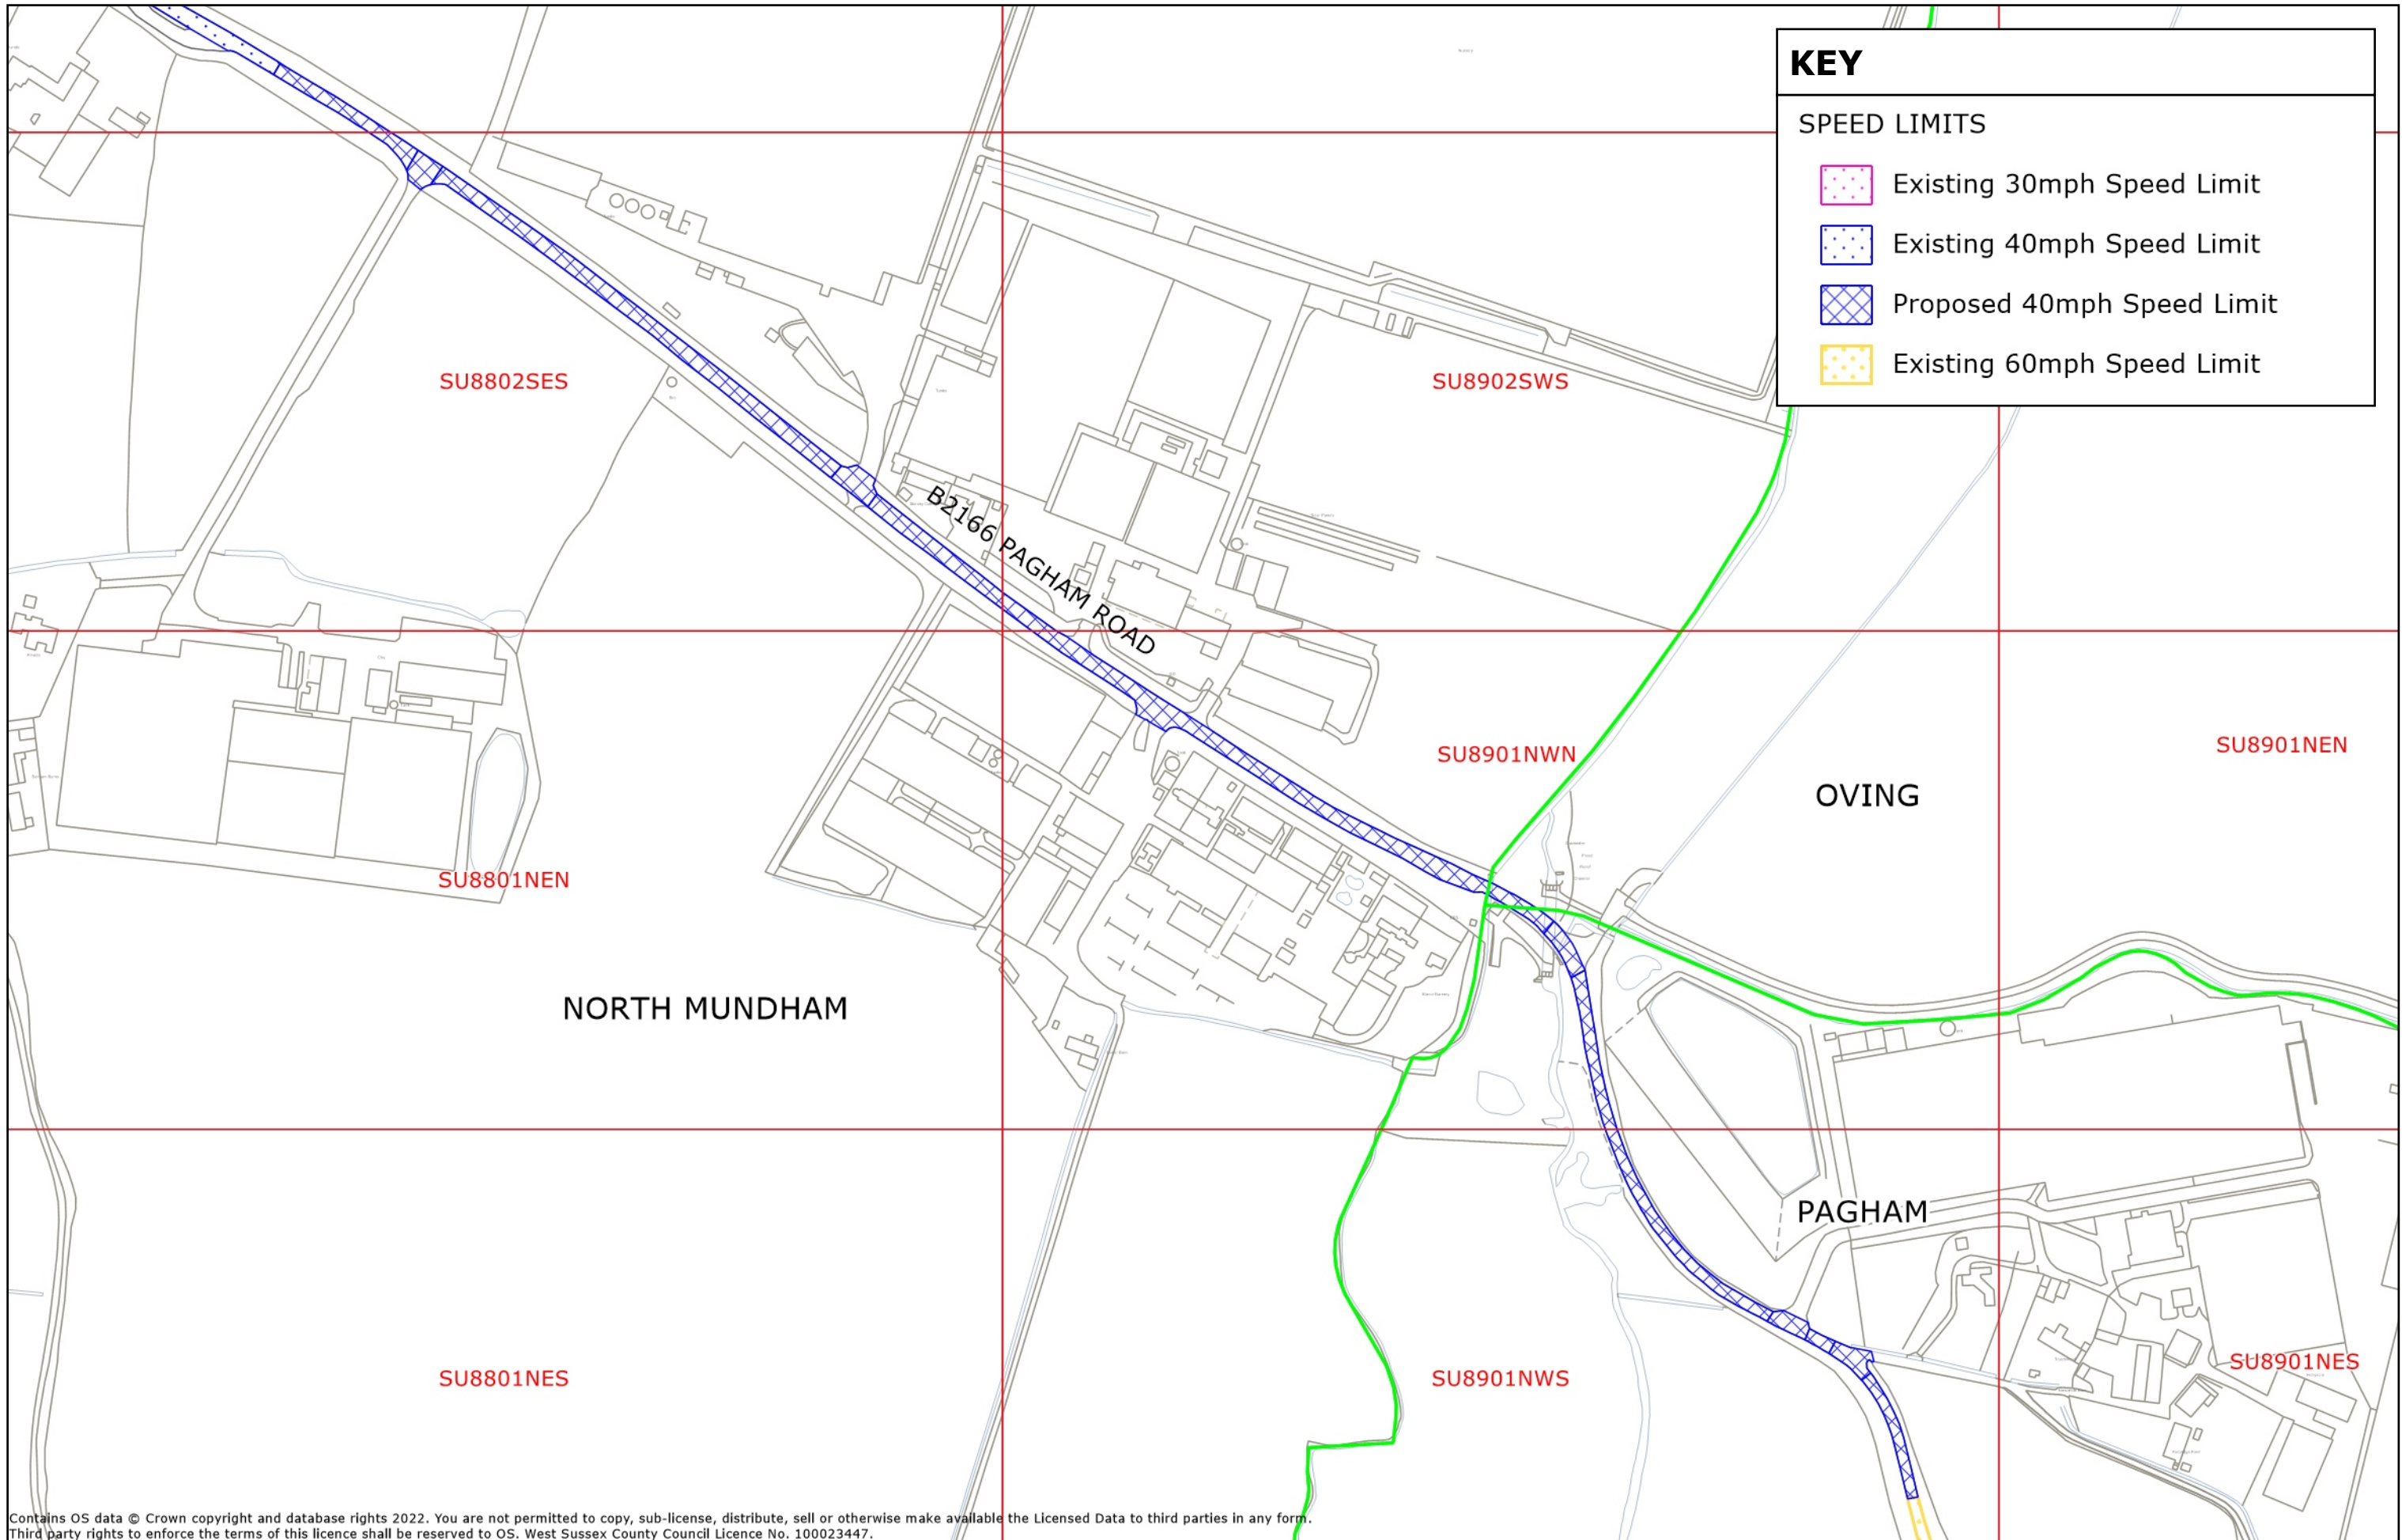 KEY
SPEED LIMITS
Existing 30mph Speed Limit
Existing 40mph Speed Limit
Proposed 40mph Speed Limit
Existing 60mph Speed Limit
SU8802SES
SU8902SWS
B2166 PAGHAM ROAD
SU8901NWN
SU8901NEN
OVING
SU8801NEN
NORTH MUNDHAM
PAGHAM
SU8801NES
SU8901NWS
SU8901NES
Contains OS data © Crown copyright and database rights 2022. You are not permitted to copy, sub-license, distribute, sell or otherwise make available the Licensed Data to third parties in any form.
Third party rights to enforce the terms of this licence shall be reserved to OS. West Sussex County Council Licence No. 100023447.